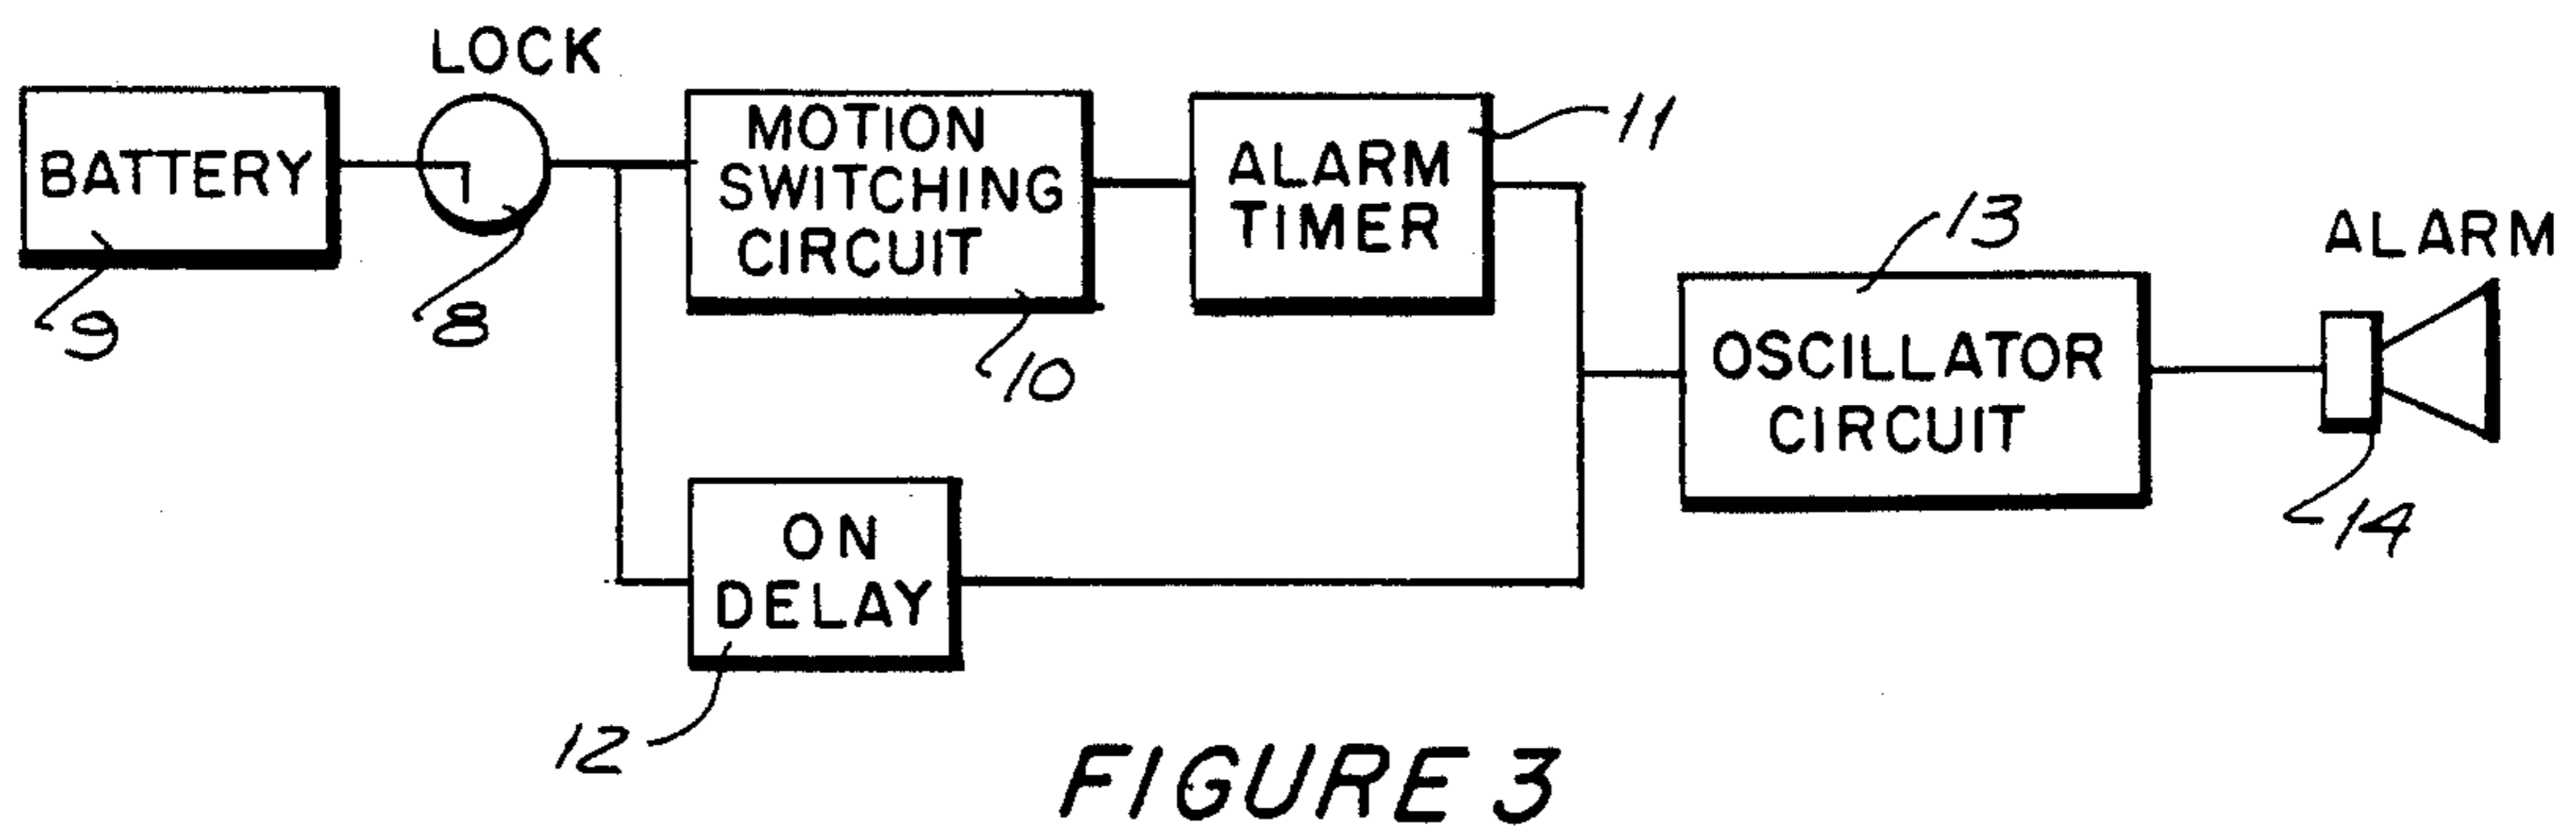 LOCK
BATTERY
MOTION
SWITCHING
CIRCUIT
ALARM
TIMER
11
9
8
10
13
ALARM
OSCILLATOR
CIRCUIT
14
ON
DELAY
12
FIGURE 3